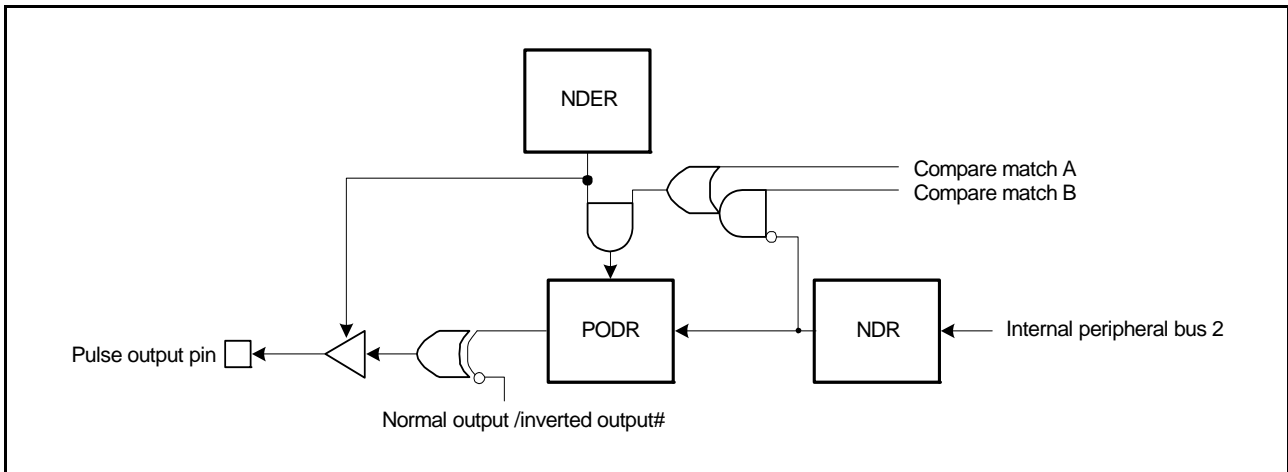 NDER
Compare match A
Compare match B
PODR
NDR
Internal peripheral bus 2
Pulse output pin
Normal output /inverted output#